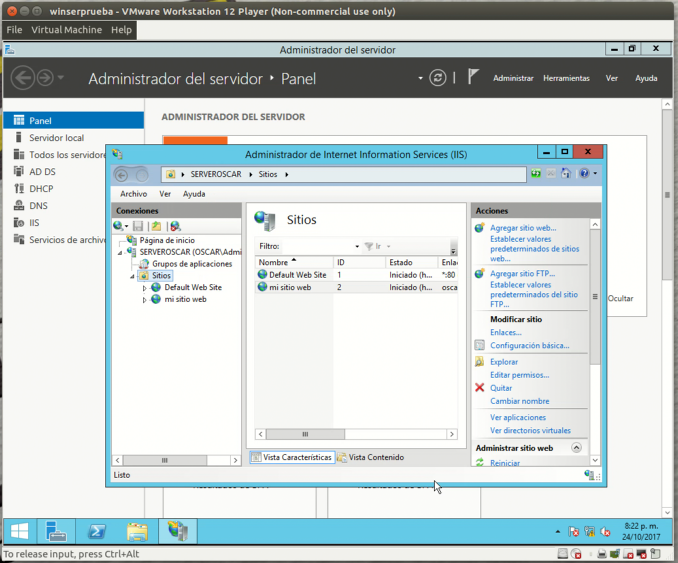 winserprueba - VMware Workstation 12 Player (Non-commercial use only)
File Virtual Machine Help
Administrador del servidor
Administrador del servidor Panel
Administrar Herramientas Ver Ayuda
Panel
Servidor local
Todos los servidore
AD DS
DHCP
DNS
IIS
Servicios de archiv
ADMINISTRADOR DEL SERVIDOR
Ocultar
Administrador de Internet Information Services (IIS)
SERVEROSCAR Sitios
Archivo Ver Ayuda
Conexiones
Página de inicio
SERVEROSCAR (OSCAR\Admi
Grupos de aplicaciones
Sitios
Default Web Site
mi sitio web
Sitios
Filtro: Ir
Nombre ID Estado Enlac
Default Web Site 1 Iniciado (h... *:80
mi sitio web 2 Iniciado (h... osca
Vista Características Vista Contenido
Acciones
Agregar sitio web...
Establecer valores
predeterminados de sitios
web...
Agregar sitio FTP...
Establecer valores
predeterminados del sitio
FTP...
Modificar sitio
Enlaces...
Configuración básica...
Explorar
Editar permisos...
Quitar
Cambiar nombre
Ver aplicaciones
Ver directorios virtuales
Administrar sitio web
Reiniciar
Listo
8:22 p. m.
24/10/2017
To release input, press Ctrl+Alt